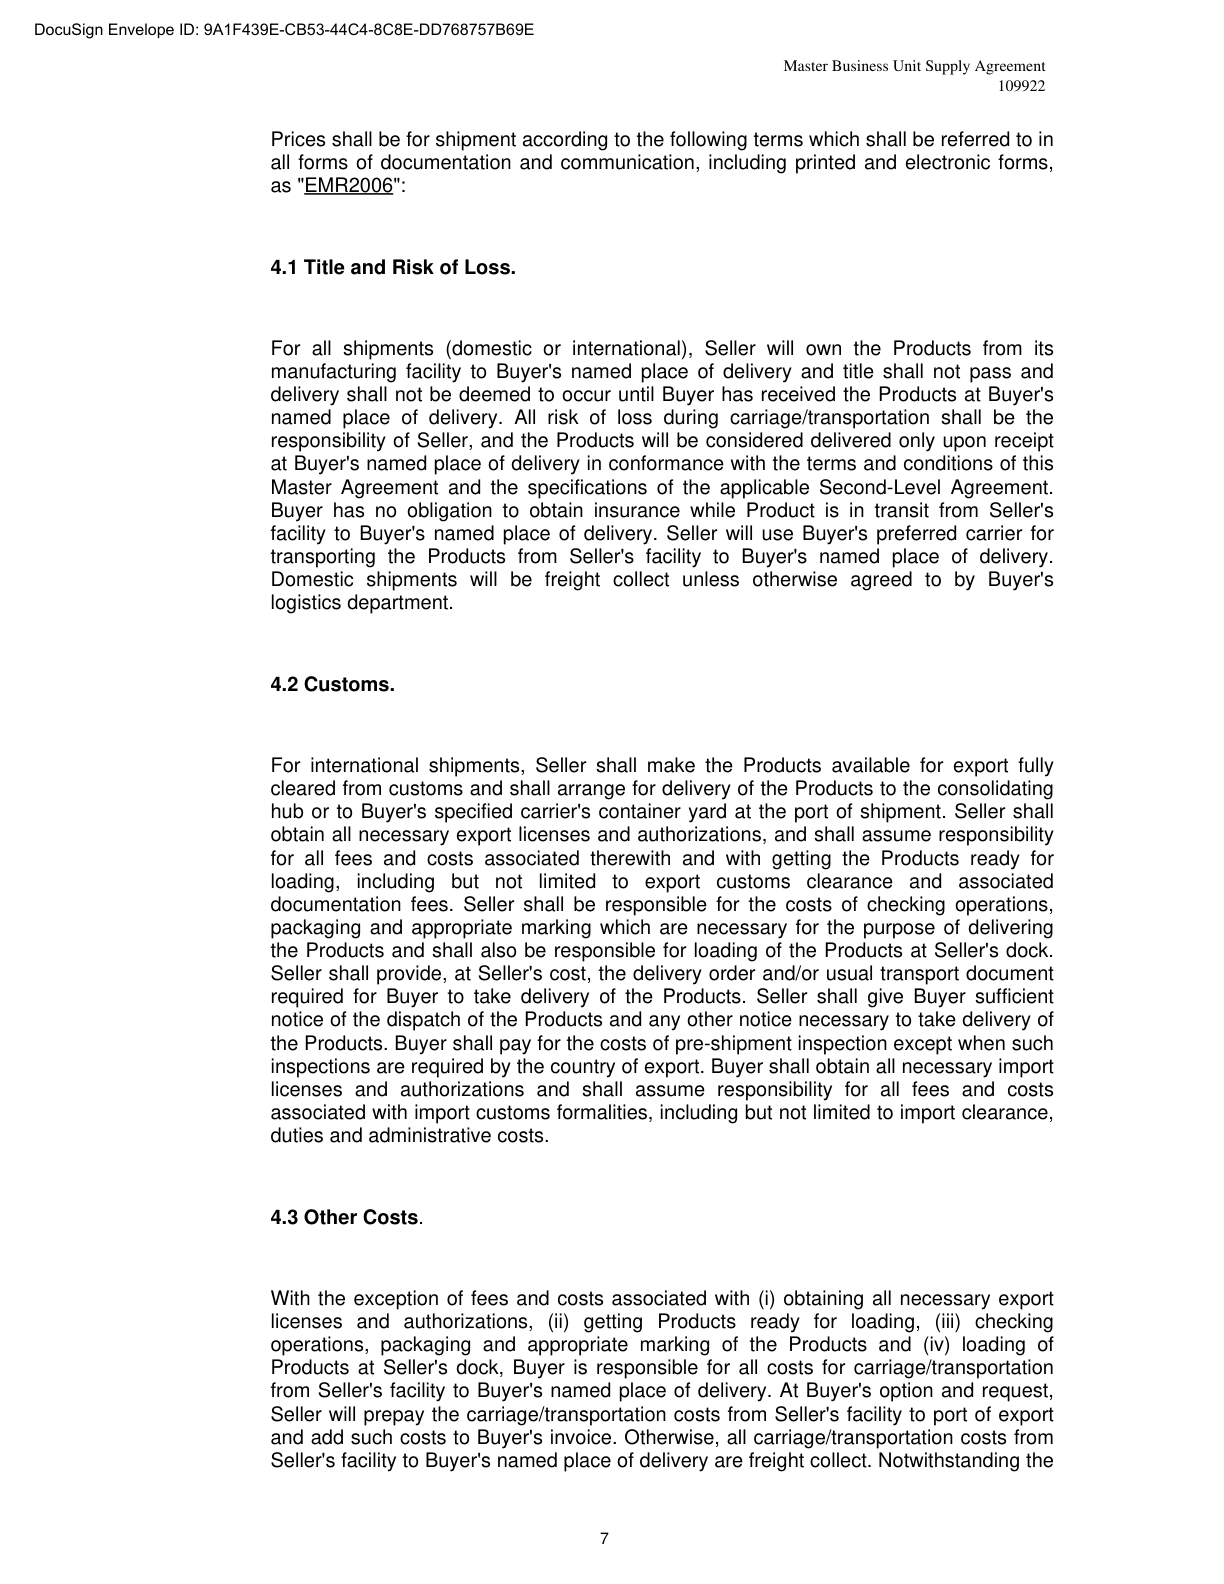 DocuSign Envelope ID: 9A1F439E-CB53-44C4-8C8E-DD768757B69E
Master Business Unit Supply Agreement
109922
Prices shall be for shipment according to the following terms which shall be referred to in
all forms of documentation and communication, including printed and electronic forms,
as "EMR2006":
4.1 Title and Risk of Loss.
For all shipments (domestic or international), Seller will own the Products from its
manufacturing facility to Buyer's named place of delivery and title shall not pass and
delivery shall not be deemed to occur until Buyer has received the Products at Buyer's
named place of delivery. All risk of loss during carriage/transportation shall be the
responsibility of Seller, and the Products will be considered delivered only upon receipt
at Buyer's named place of delivery in conformance with the terms and conditions of this
Master Agreement and the specifications of the applicable Second-Level Agreement.
Buyer has no obligation to obtain insurance while Product is in transit from Seller's
facility to Buyer's named place of delivery. Seller will use Buyer's preferred carrier for
transporting the Products from Seller's facility to Buyer's named place of delivery.
Domestic shipments will be freight collect unless otherwise agreed to by Buyer's
logistics department.
4.2 Customs.
For international shipments, Seller shall make the Products available for export fully
cleared from customs and shall arrange for delivery of the Products to the consolidating
hub or to Buyer's specified carrier's container yard at the port of shipment. Seller shall
obtain all necessary export licenses and authorizations, and shall assume responsibility
for all fees and costs associated therewith and with getting the Products ready for
loading, including but not limited to export customs clearance and associated
documentation fees. Seller shall be responsible for the costs of checking operations,
packaging and appropriate marking which are necessary for the purpose of delivering
the Products and shall also be responsible for loading of the Products at Seller's dock.
Seller shall provide, at Seller's cost, the delivery order and/or usual transport document
required for Buyer to take delivery of the Products. Seller shall give Buyer sufficient
notice of the dispatch of the Products and any other notice necessary to take delivery of
the Products. Buyer shall pay for the costs of pre-shipment inspection except when such
inspections are required by the country of export. Buyer shall obtain all necessary import
licenses and authorizations and shall assume responsibility for all fees and costs
associated with import customs formalities, including but not limited to import clearance,
duties and administrative costs.
4.3 Other Costs.
With the exception of fees and costs associated with (i) obtaining all necessary export
licenses and authorizations, (ii) getting Products ready for loading, (iii) checking
operations, packaging and appropriate marking of the Products and (iv) loading of
Products at Seller's dock, Buyer is responsible for all costs for carriage/transportation
from Seller's facility to Buyer's named place of delivery. At Buyer's option and request,
Seller will prepay the carriage/transportation costs from Seller's facility to port of export
and add such costs to Buyer's invoice. Otherwise, all carriage/transportation costs from
Seller's facility to Buyer's named place of delivery are freight collect. Notwithstanding the
7